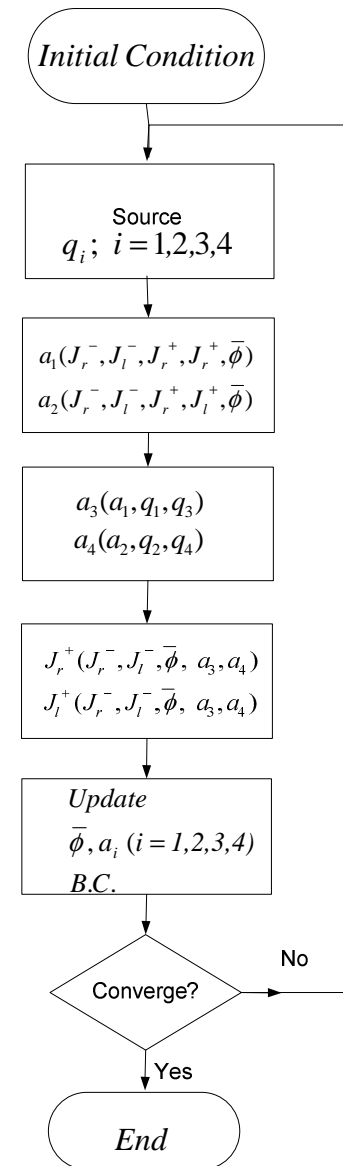 Initial Condition
Source
q_i; i = 1,2,3,4
a_1(J_r^-, J_l^-, J_r^+, J_r^+, ϕ̄)
a_2(J_r^-, J_l^-, J_r^+, J_l^+, ϕ̄)
a_3(a_1, q_1, q_3)
a_4(a_2, q_2, q_4)
J_r^+(J_r^-, J_l^-, ϕ̄, a_3, a_4)
J_l^+(J_r^-, J_l^-, ϕ̄, a_3, a_4)
Update
ϕ̄, a_i (i = 1,2,3,4)
B.C.
Converge?
No
Yes
End